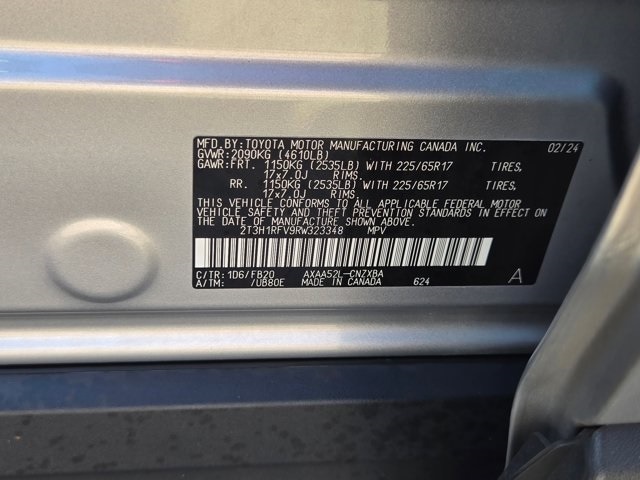 MFD.BY:TOYOTA MOTOR MANUFACTURING CANADA INC. 02/24
GVWR:2090KG (4610LB)
GAWR:FRT. 1150KG (2535LB) WITH 225/65R17 TIRES,
17x7.0J RIMS.
RR. 1150KG (2535LB) WITH 225/65R17 TIRES,
17x7.0J RIMS.
THIS VEHICLE CONFORMS TO ALL APPLICABLE FEDERAL MOTOR
VEHICLE SAFETY AND THEFT PREVENTION STANDARDS IN EFFECT ON
THE DATE OF MANUFACTURE SHOWN ABOVE.
2T3H1RFV9RW323348 MPV
C/TR:1D6/FB20 AXAA52L-CNZXBA
A/TM: /UB80E MADE IN CANADA 624 A